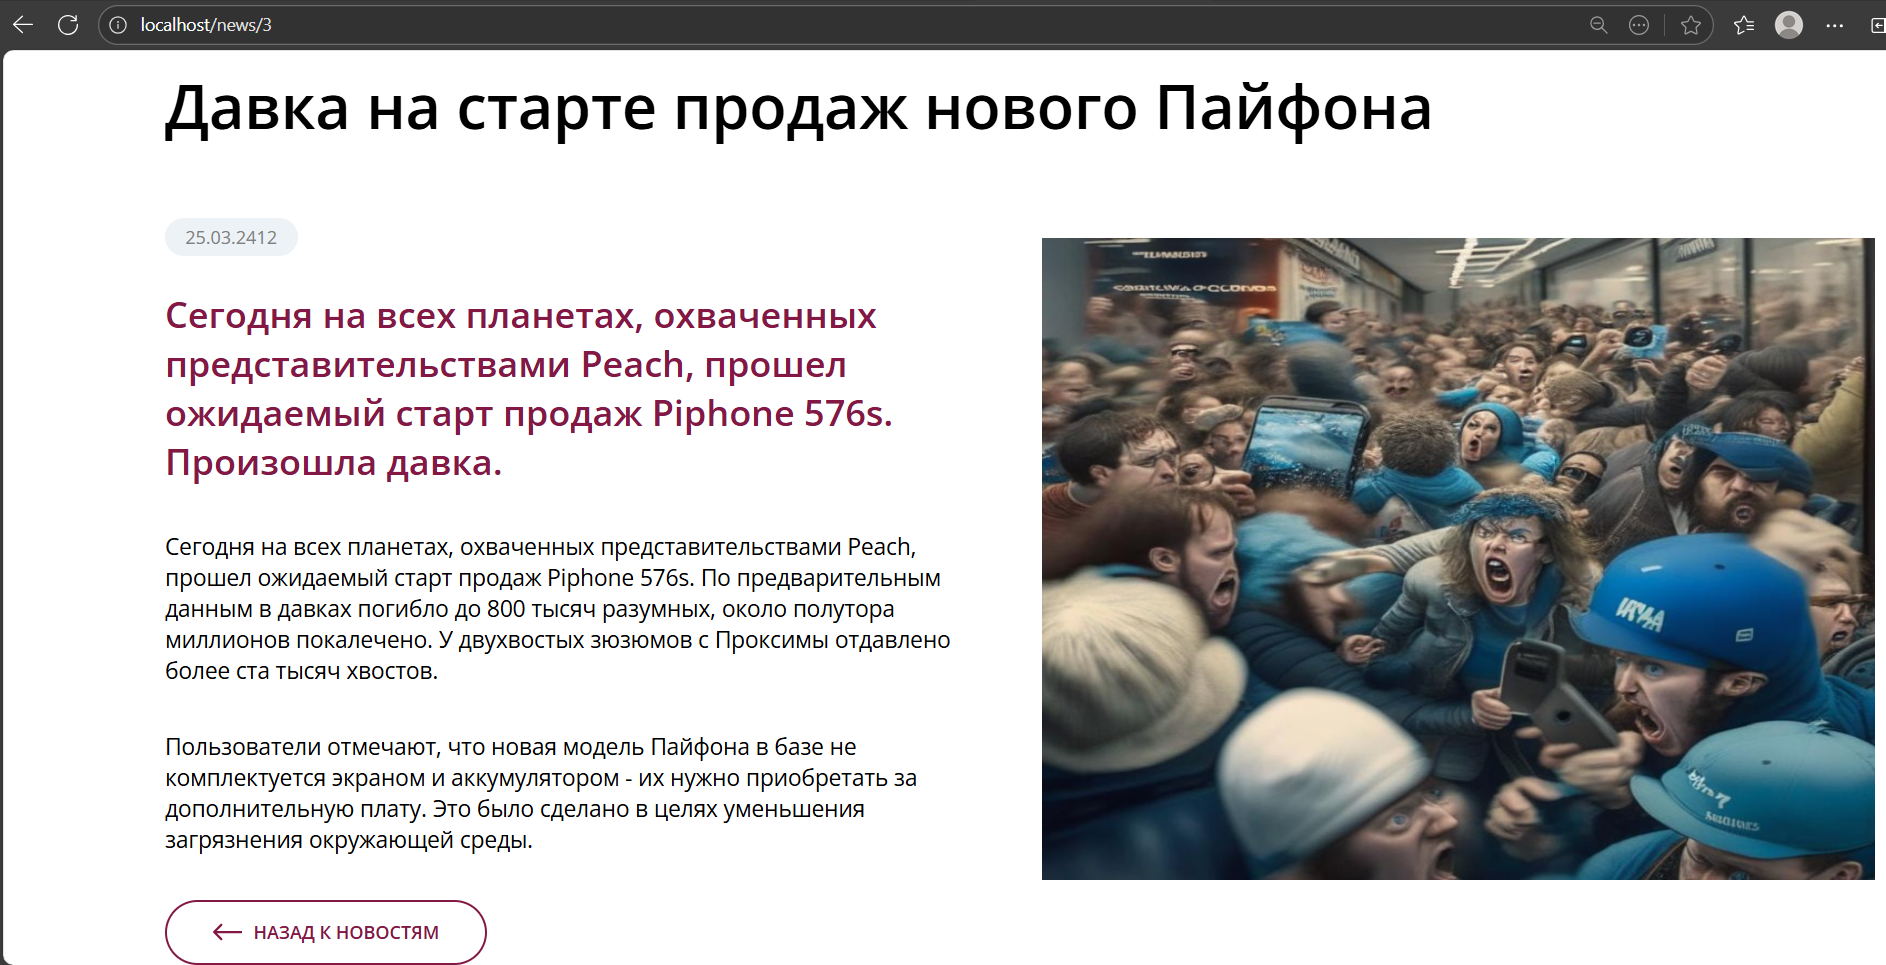 localhost/news/3
Давка на старте продаж нового Пайфона
25.03.2412
Сегодня на всех планетах, охваченных
представительствами Peach, прошел
ожидаемый старт продаж Piphone 576s.
Произошла давка.
Сегодня на всех планетах, охваченных представительствами Peach,
прошел ожидаемый старт продаж Piphone 576s. По предварительным
данным в давках погибло до 800 тысяч разумных, около полутора
миллионов покалечено. У двухвостых зюзюмов с Проксимы отдавлено
более ста тысяч хвостов.
Пользователи отмечают, что новая модель Пайфона в базе не
комплектуется экраном и аккумулятором - их нужно приобретать за
дополнительную плату. Это было сделано в целях уменьшения
загрязнения окружающей среды.
НАЗАД К НОВОСТЯМ